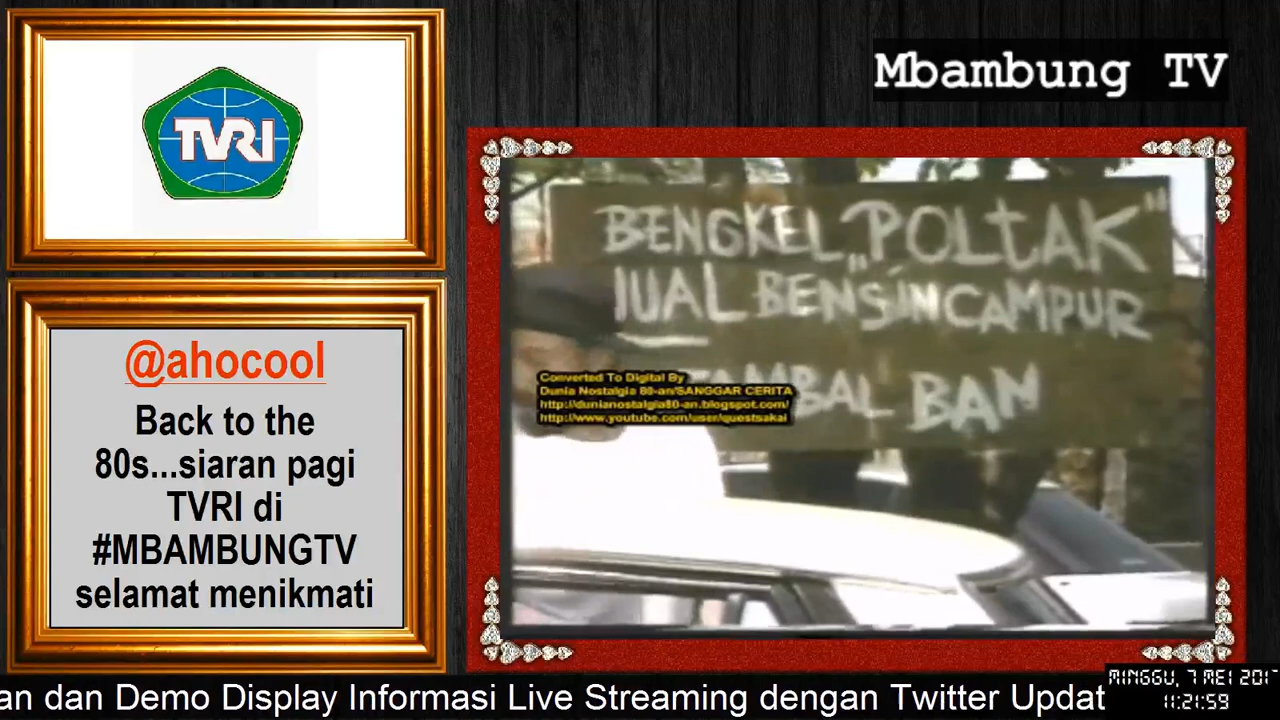 TVRI
@ahocool
Back to the
80s...siaran pagi
TVRI di
#MBAMBUNGTV
selamat menikmati
Mbambung TV
BENGKEL „POLTAK”
JUAL BENSIN CAMPUR
TAMBAL BAN
Converted To Digital By
Dunia Nostalgia 80-an/SANGGAR CERITA
http://dunianostalgia80-an.blogspot.com/
http://www.youtube.com/user/questsakai
an dan Demo Display Informasi Live Streaming dengan Twitter Updat
MINGGU, 7 MEI 2017
11:21:59